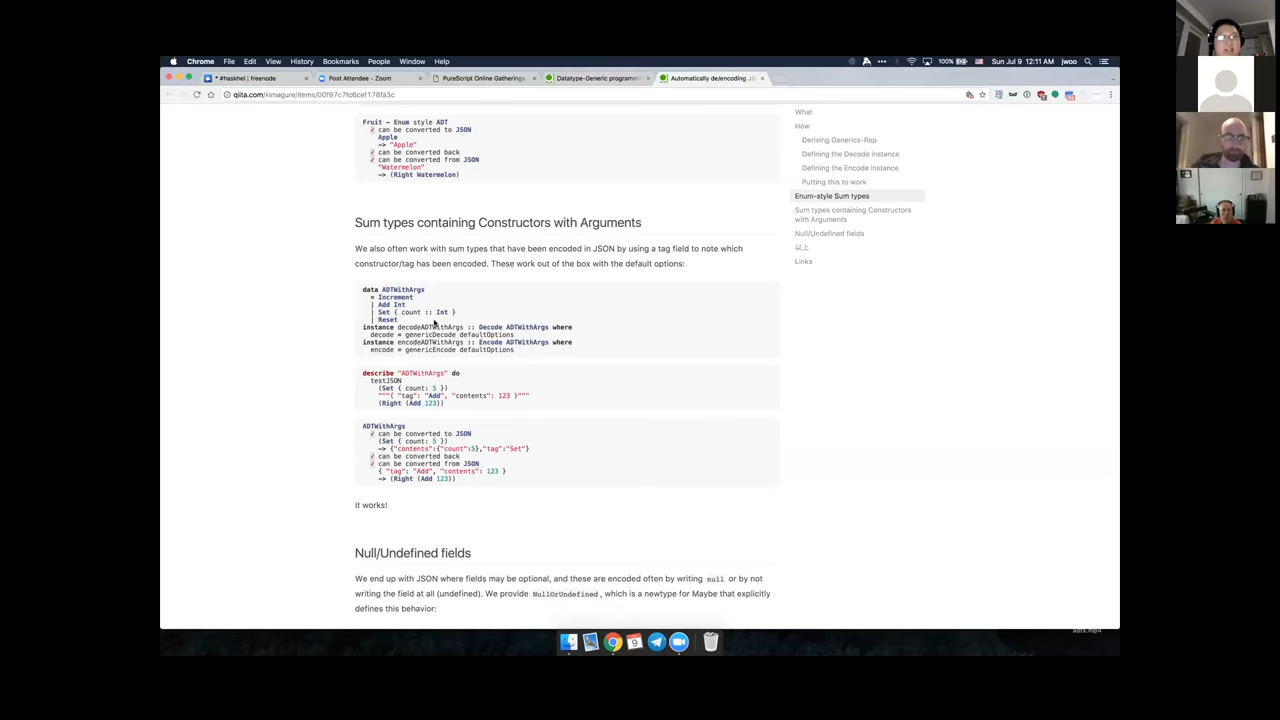 Chrome File Edit View History Bookmarks People Window Help
100% Sun Jul 9 12:11 AM jwoo
* #haskhel | freenode
Post Attendee - Zoom
PureScript Online Gatherings
Datatype-Generic programm
Automatically de/encoding JS
qiita.com/kimagure/items/00f97c7fc6cef178fa3c
Fruit – Enum style ADT
✓ can be converted to JSON
Apple
-> "Apple"
✓ can be converted back
✓ can be converted from JSON
"Watermelon"
-> (Right Watermelon)
Sum types containing Constructors with Arguments
We also often work with sum types that have been encoded in JSON by using a tag field to note which
constructor/tag has been encoded. These work out of the box with the default options:
data ADTWithArgs
= Increment
| Add Int
| Set { count :: Int }
| Reset
instance decodeADTWithArgs :: Decode ADTWithArgs where
decode = genericDecode defaultOptions
instance encodeADTWithArgs :: Encode ADTWithArgs where
encode = genericEncode defaultOptions
describe "ADTWithArgs" do
testJSON
(Set { count: 5 })
"""{ "tag": "Add", "contents": 123 }"""
(Right (Add 123))
ADTWithArgs
✓ can be converted to JSON
(Set { count: 5 })
-> {"contents":{"count":5},"tag":"Set"}
✓ can be converted back
✓ can be converted from JSON
{ "tag": "Add", "contents": 123 }
-> (Right (Add 123))
it works!
Null/Undefined fields
We end up with JSON where fields may be optional, and these are encoded often by writing null or by not
writing the field at all (undefined). We provide NullOrUndefined, which is a newtype for Maybe that explicitly
defines this behavior:
What
How
Deriving Generics-Rep
Defining the Decode instance
Defining the Encode instance
Putting this to work
Enum-style Sum types
Sum types containing Constructors
with Arguments
Null/Undefined fields
以上
Links
9
adts.mp4